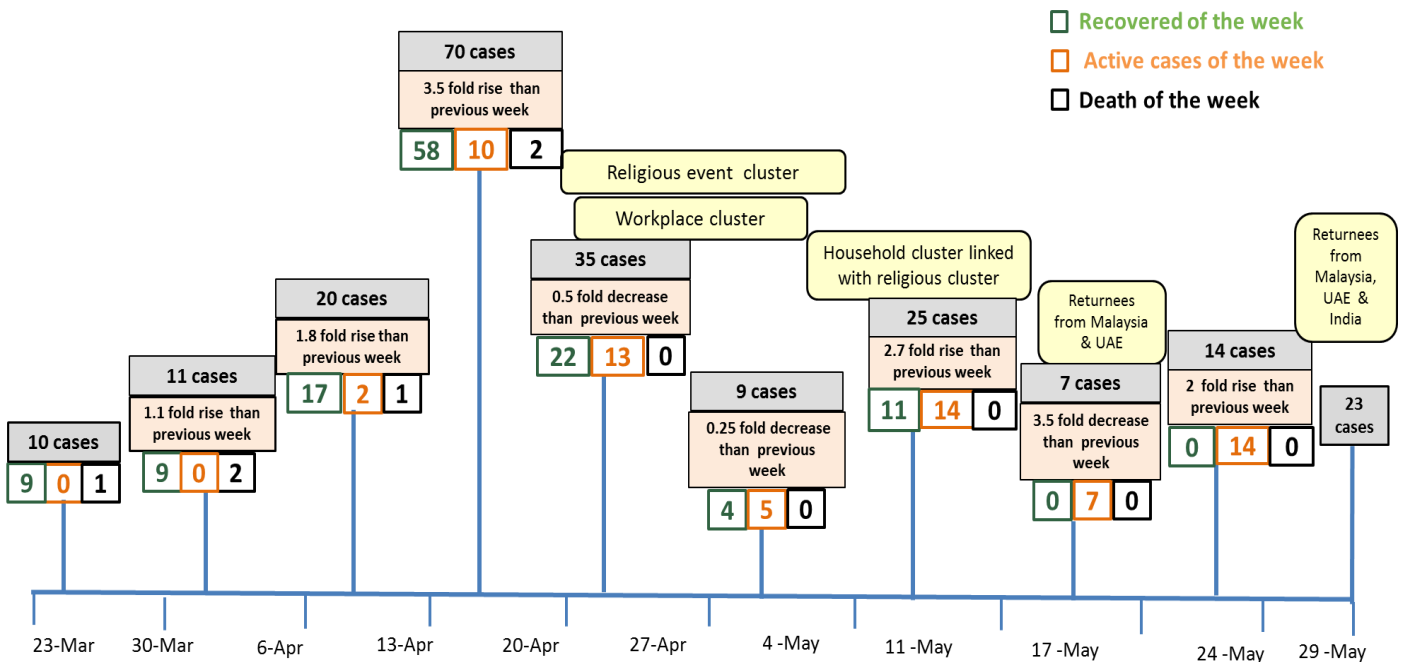 Recovered of the week
Active cases of the week
Death of the week
10 cases
9 0 1
11 cases
1.1 fold rise than
previous week
9 0 2
20 cases
1.8 fold rise than
previous week
17 2 1
70 cases
3.5 fold rise than
previous week
58 10 2
Religious event cluster
Workplace cluster
35 cases
0.5 fold decrease
than previous week
22 13 0
9 cases
0.25 fold decrease
than previous
week
4 5 0
Household cluster linked
with religious cluster
25 cases
2.7 fold rise than
previous week
11 14 0
Returnees
from Malaysia
& UAE
7 cases
3.5 fold decrease
than previous
week
0 7 0
14 cases
2 fold rise than
previous week
0 14 0
Returnees
from
Malaysia,
UAE &
India
23
cases
23-Mar 30-Mar 6-Apr 13-Apr 20-Apr 27-Apr 4 -May 11 -May 17 -May 24 -May 29 -May